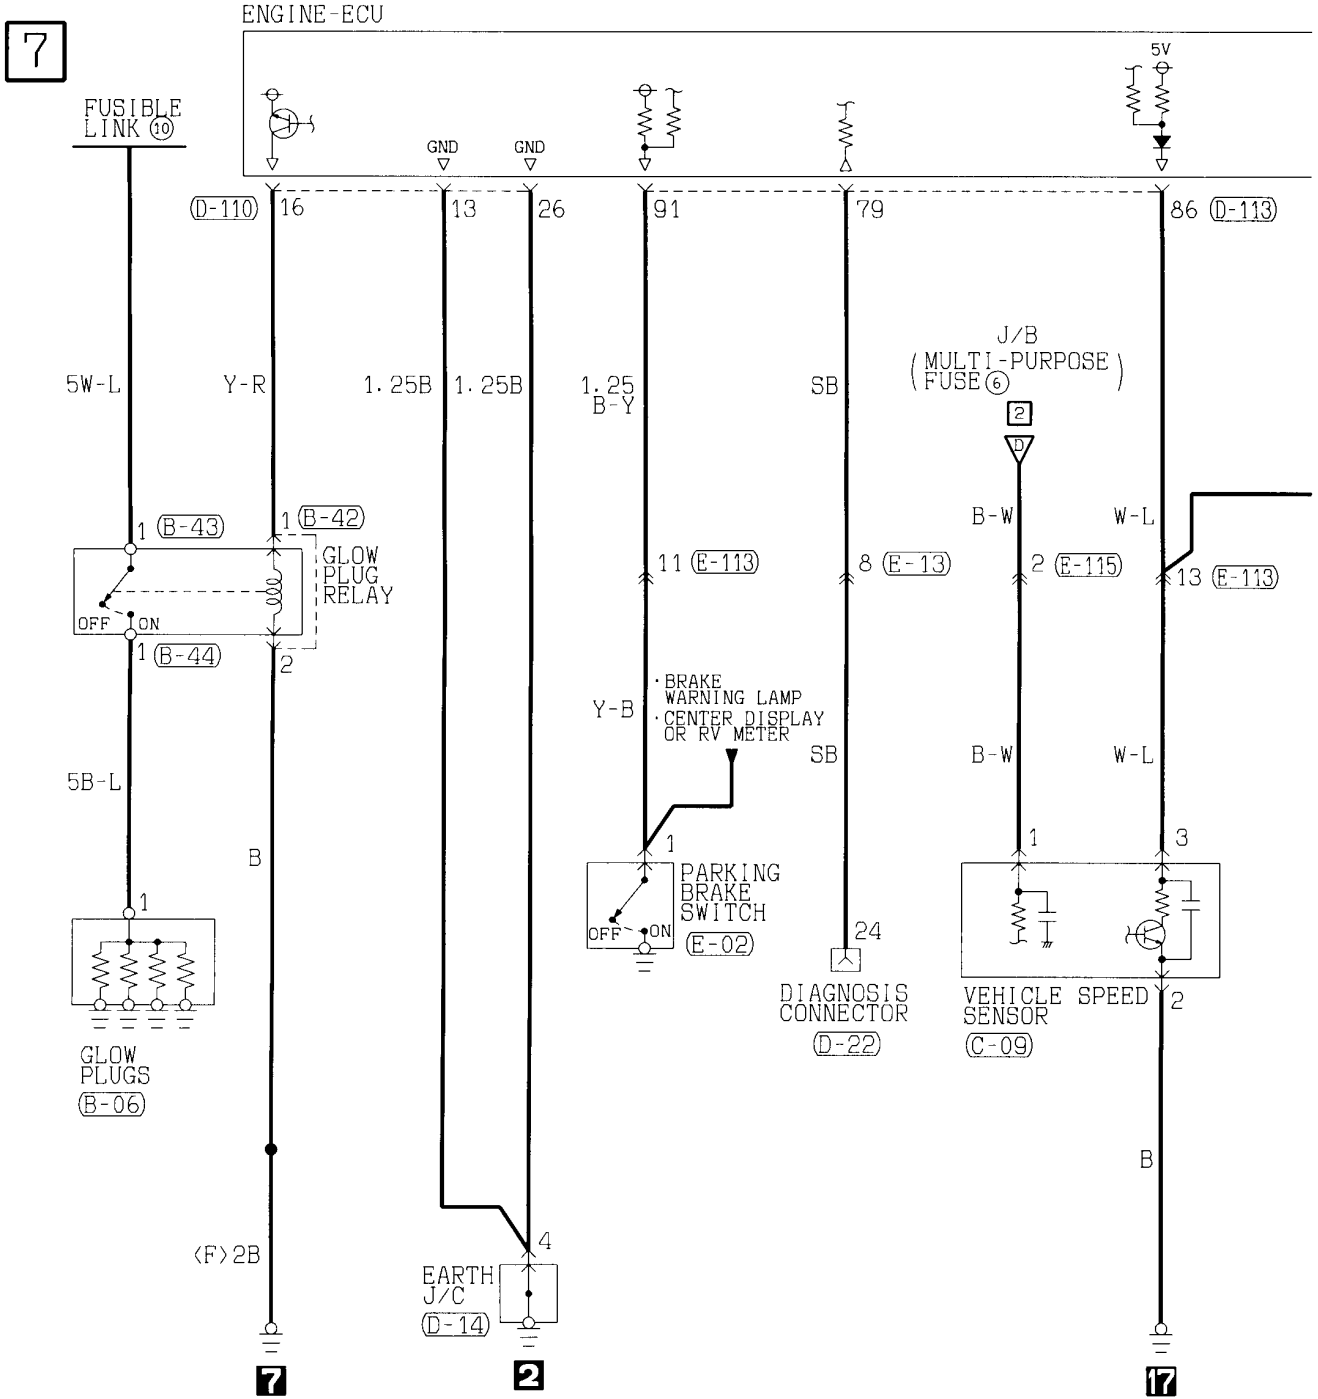 ENGINE-ECU
7
5V
FUSIBLE
LINK ⑩
GND
GND
(D-110) 16
13
26
91
79
86 (D-113)
J/B
(MULTI-PURPOSE)
FUSE⑥
5W-L
Y-R
1.25B
1.25B
1.25
B-Y
SB
2
D
B-W
W-L
1 (B-43)
1 (B-42)
GLOW
PLUG
RELAY
11 (E-113)
8 (E-13)
2 (E-115)
13 (E-113)
OFF
ON
1 (B-44)
2
· BRAKE
WARNING LAMP
· CENTER DISPLAY
OR RV METER
Y-B
SB
B-W
W-L
5B-L
B
1
1
3
PARKING
BRAKE
SWITCH
(E-02)
OFF
ON
1
24
DIAGNOSIS
CONNECTOR
(D-22)
VEHICLE SPEED
SENSOR
(C-09)
2
GLOW
PLUGS
(B-06)
B
<F>2B
4
EARTH
J/C
(D-14)
7
2
17